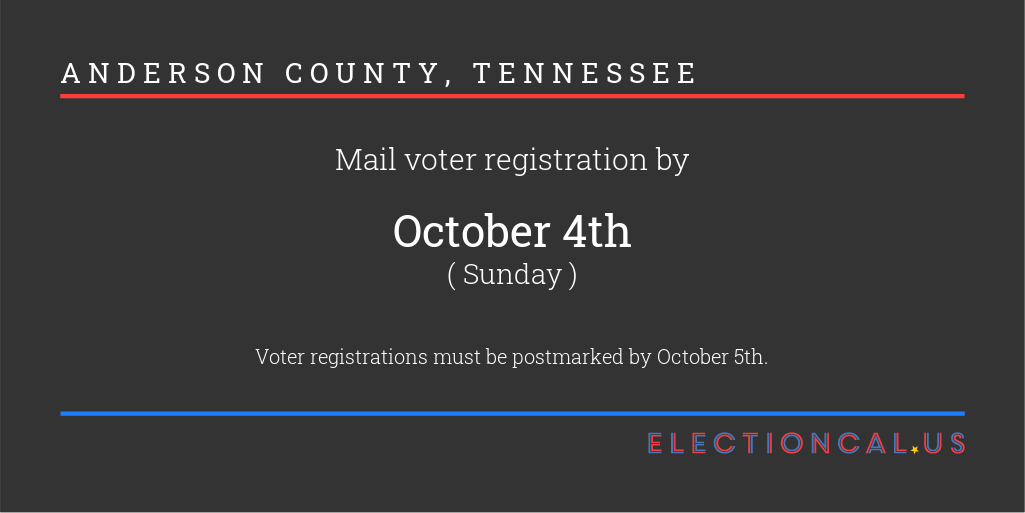 ANDERSON COUNTY, TENNESSEE
Mail voter registration by
October 4th
( Sunday )
Voter registrations must be postmarked by October 5th.
ELECTIONCAL.US